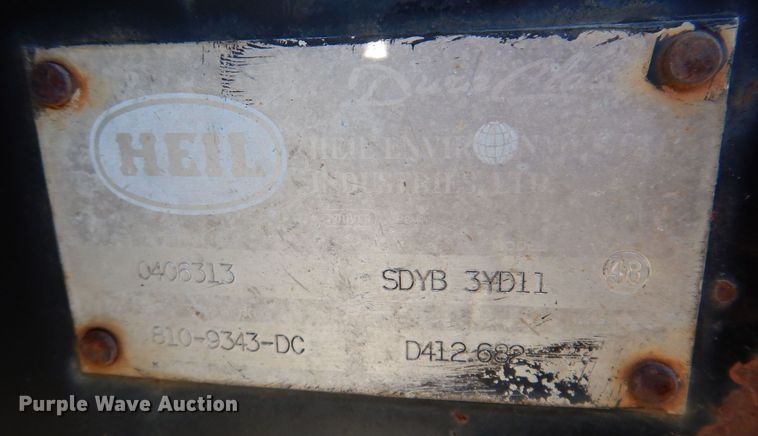 HEIL
HEIL ENVIRONMENTAL
INDUSTRIES, LTD.
0406313 SDYB 3YD11 48
810-9343-DC D412 682
Purple Wave Auction